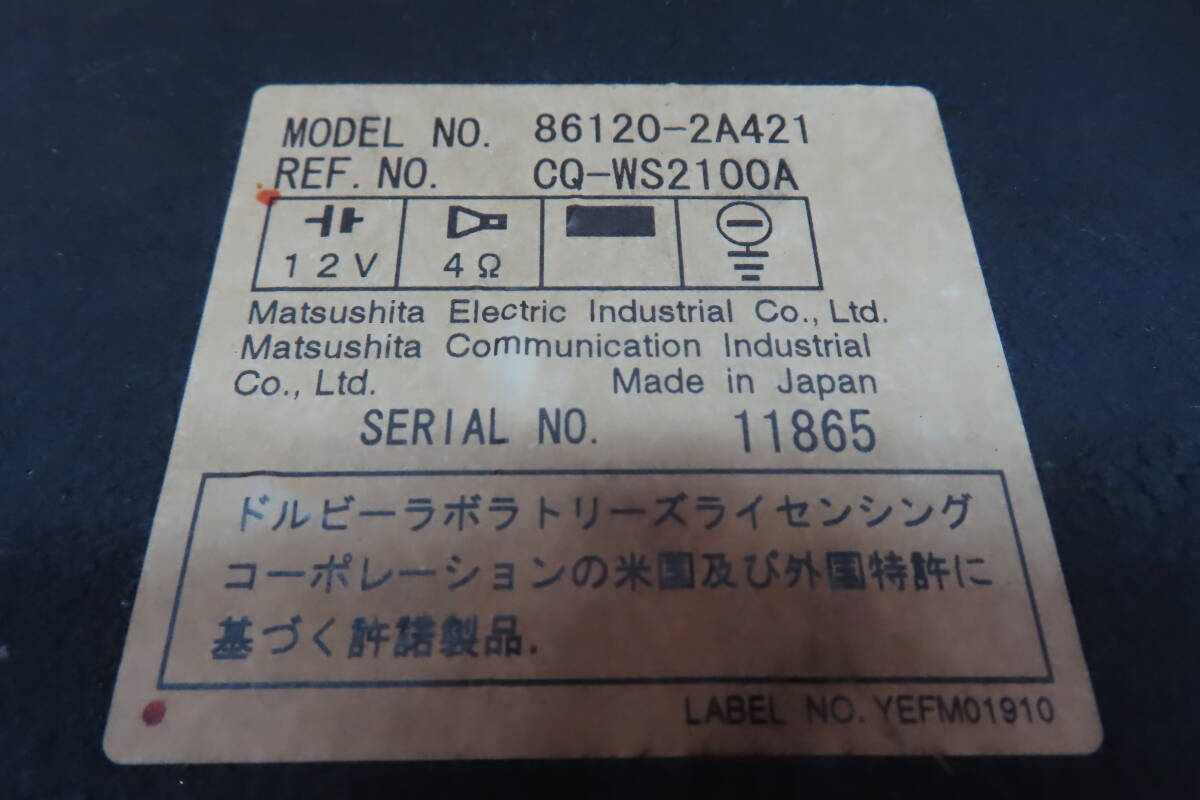 MODEL NO. 86120-2A421
REF. NO. CQ-WS2100A
12V 4Ω
Matsushita Electric Industrial Co., Ltd.
Matsushita Communication Industrial
Co., Ltd. Made in Japan
SERIAL NO. 11865
ドルビーラボラトリーズライセンシング
コーポレーションの米国及び外国特許に
基づく許諾製品.
LABEL NO. YEFM01910